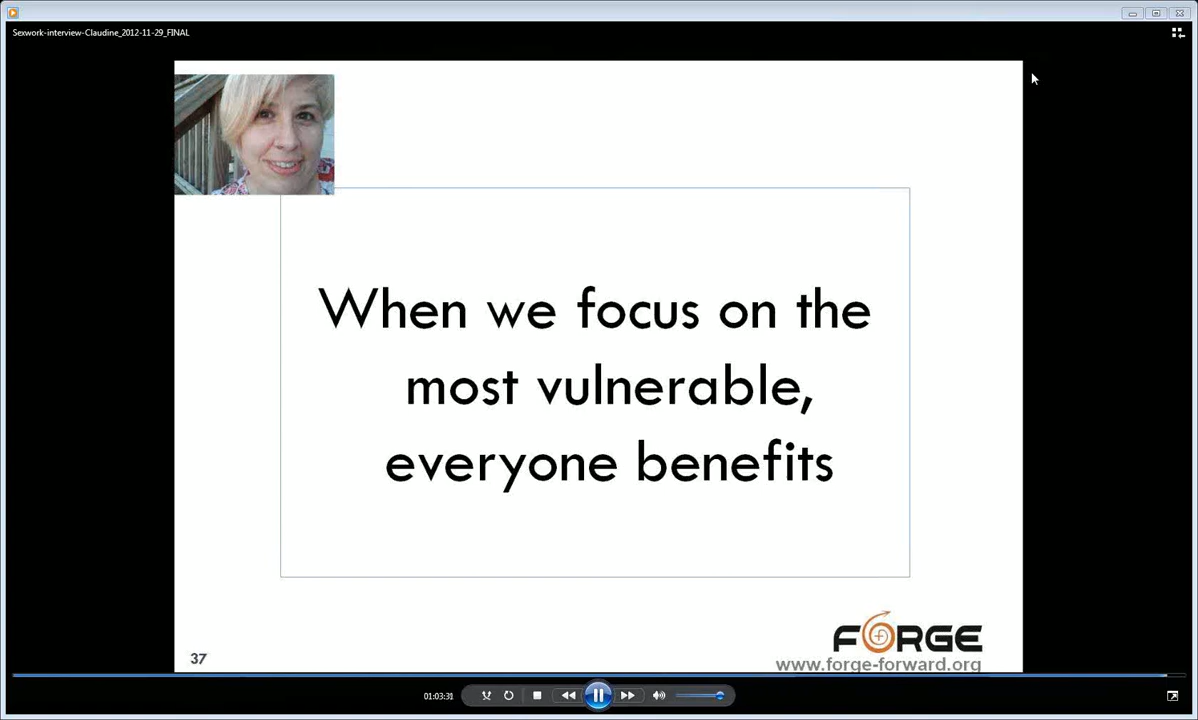 Sexwork-interview-Claudine_2012-11-29_FINAL
When we focus on the
most vulnerable,
everyone benefits
FORGE
www.forge-forward.org
37
01:03:31